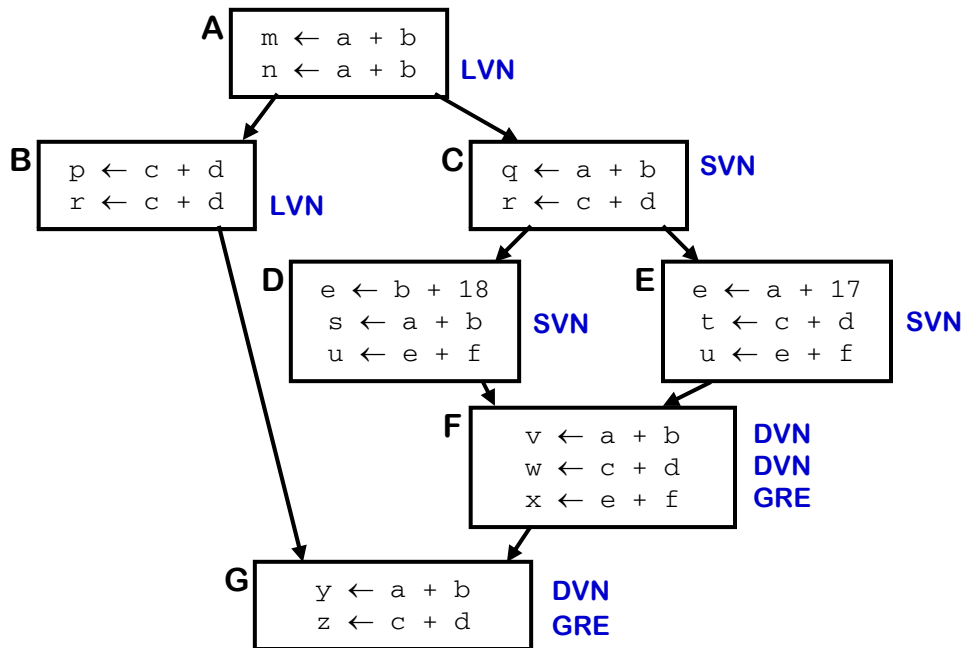 A
m ← a + b
n ← a + b LVN
B
p ← c + d
r ← c + d LVN
C
q ← a + b SVN
r ← c + d
D
e ← b + 18
s ← a + b SVN
u ← e + f
E
e ← a + 17
t ← c + d SVN
u ← e + f
F
v ← a + b DVN
w ← c + d DVN
x ← e + f GRE
G
y ← a + b DVN
z ← c + d GRE